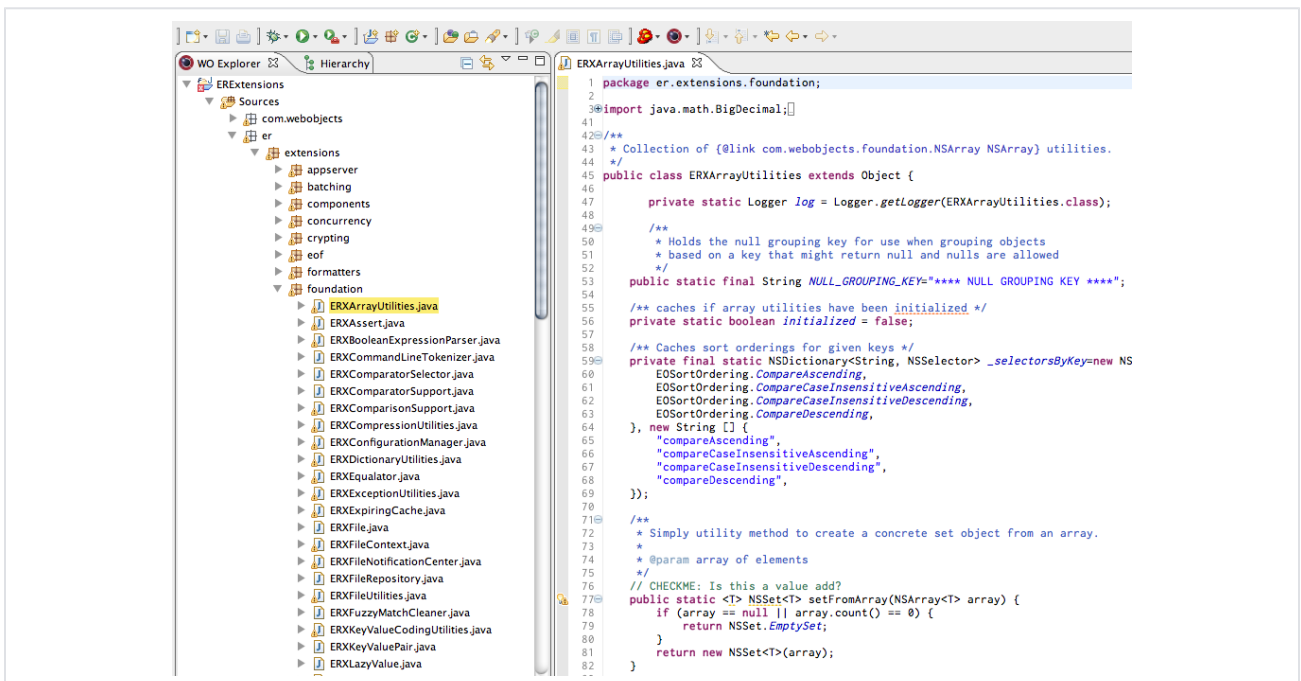 WO Explorer
Hierarchy
ERExtensions
Sources
com.webobjects
er
extensions
appserver
batching
components
concurrency
crypting
eof
formatters
foundation
ERXArrayUtilities.java
ERXAssert.java
ERXBooleanExpressionParser.java
ERXCommandLineTokenizer.java
ERXComparatorSelector.java
ERXComparatorSupport.java
ERXComparisonSupport.java
ERXCompressionUtilities.java
ERXConfigurationManager.java
ERXDictionaryUtilities.java
ERXEqualator.java
ERXExceptionUtilities.java
ERXExpiringCache.java
ERXFile.java
ERXFileContext.java
ERXFileNotificationCenter.java
ERXFileRepository.java
ERXFileUtilities.java
ERXFuzzyMatchCleaner.java
ERXKeyValueCodingUtilities.java
ERXKeyValuePair.java
ERXLazyValue.java
ERXArrayUtilities.java
1 package er.extensions.foundation;
2
3 import java.math.BigDecimal;
41
42 /**
43 * Collection of {@link com.webobjects.foundation.NSArray NSArray} utilities.
44 */
45 public class ERXArrayUtilities extends Object {
46
47 private static Logger log = Logger.getLogger(ERXArrayUtilities.class);
48
49 /**
50 * Holds the null grouping key for use when grouping objects
51 * based on a key that might return null and nulls are allowed
52 */
53 public static final String NULL_GROUPING_KEY="**** NULL GROUPING KEY ****";
54
55 /** caches if array utilities have been initialized */
56 private static boolean initialized = false;
57
58 /** Caches sort orderings for given keys */
59 private final static NSDictionary<String, NSSelector> _selectorsByKey=new NS
60 EOSortOrdering.CompareAscending,
61 EOSortOrdering.CompareCaseInsensitiveAscending,
62 EOSortOrdering.CompareCaseInsensitiveDescending,
63 EOSortOrdering.CompareDescending,
64 }, new String [] {
65 "compareAscending",
66 "compareCaseInsensitiveAscending",
67 "compareCaseInsensitiveDescending",
68 "compareDescending",
69 });
70
71 /**
72 * Simply utility method to create a concrete set object from an array.
73 *
74 * @param array of elements
75 */
76 // CHECKME: Is this a value add?
77 public static <T> NSSet<T> setFromArray(NSArray<T> array) {
78 if (array == null || array.count() == 0) {
79 return NSSet.EmptySet;
80 }
81 return new NSSet<T>(array);
82 }